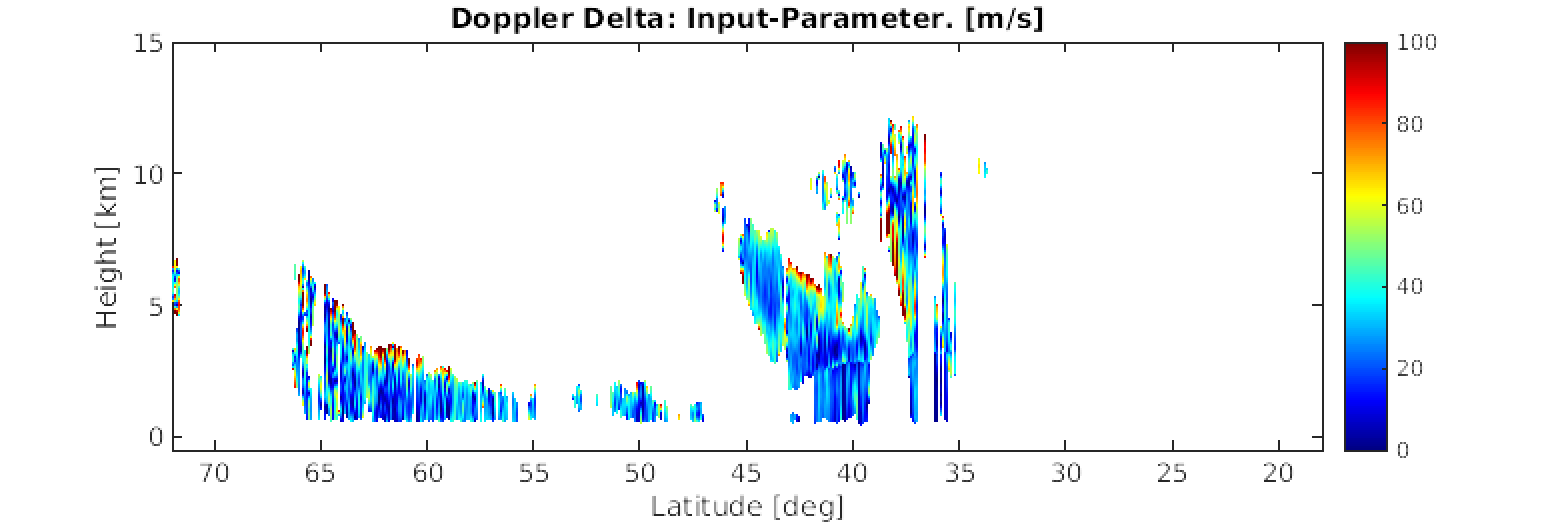 Doppler Delta: Input-Parameter. [m/s]
15
10
5
0
Height [km]
70 65 60 55 50 45 40 35 30 25 20
Latitude [deg]
100
80
60
40
20
0